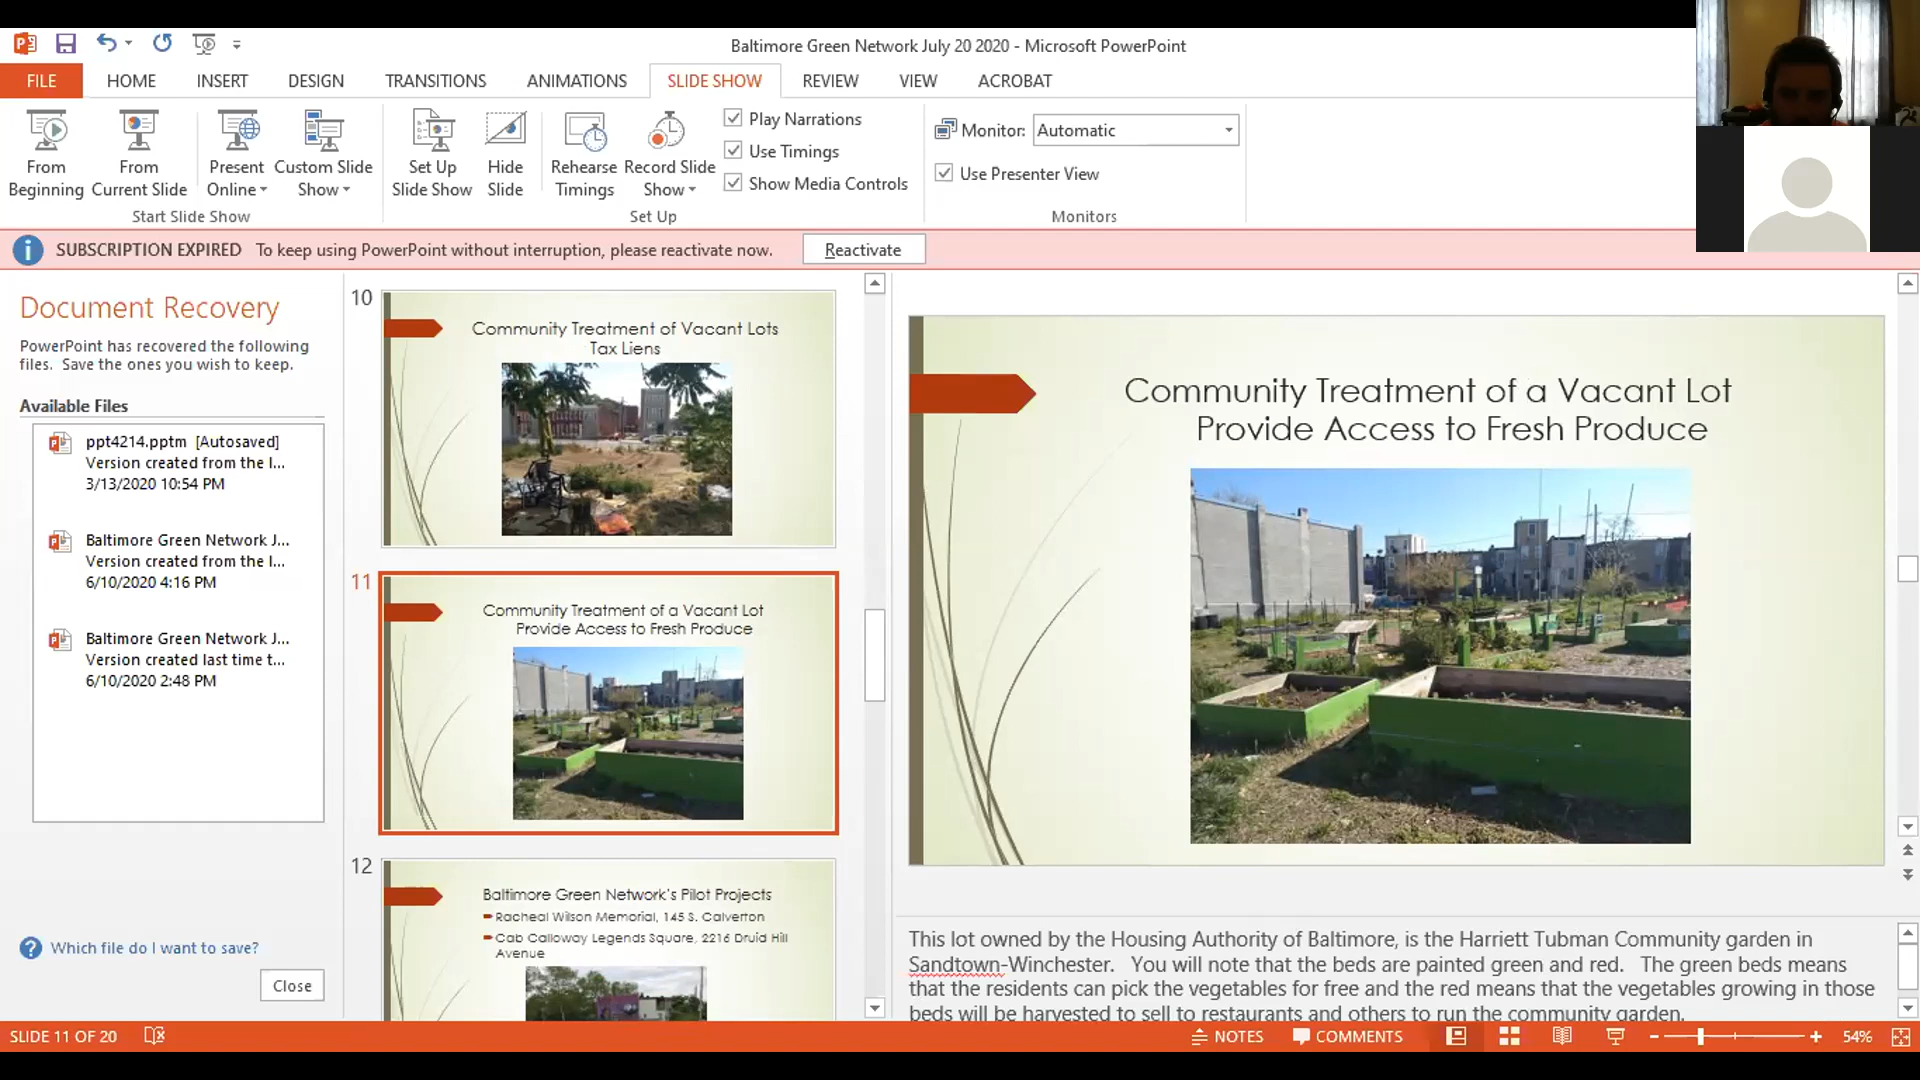 Baltimore Green Network July 20 2020 - Microsoft PowerPoint
FILE HOME INSERT DESIGN TRANSITIONS ANIMATIONS SLIDE SHOW REVIEW VIEW ACROBAT
From Beginning
From Current Slide
Present Online
Custom Slide Show
Set Up Slide Show
Hide Slide
Rehearse Timings
Record Slide Show
Play Narrations
Use Timings
Show Media Controls
Monitor: Automatic
Use Presenter View
Start Slide Show
Set Up
Monitors
SUBSCRIPTION EXPIRED To keep using PowerPoint without interruption, please reactivate now. Reactivate
Document Recovery
PowerPoint has recovered the following
files. Save the ones you wish to keep.
Available Files
ppt4214.pptm [Autosaved]
Version created from the l...
3/13/2020 10:54 PM
Baltimore Green Network J...
Version created from the l...
6/10/2020 4:16 PM
Baltimore Green Network J...
Version created last time t...
6/10/2020 2:48 PM
Which file do I want to save?
Close
10
Community Treatment of Vacant Lots
Tax Liens
11
Community Treatment of a Vacant Lot
Provide Access to Fresh Produce
12
Baltimore Green Network's Pilot Projects
Racheal Wilson Memorial, 145 S. Calverton
Cab Calloway Legends Square, 2216 Druid Hill
Avenue
Community Treatment of a Vacant Lot
Provide Access to Fresh Produce
This lot owned by the Housing Authority of Baltimore, is the Harriett Tubman Community garden in
Sandtown-Winchester. You will note that the beds are painted green and red. The green beds means
that the residents can pick the vegetables for free and the red means that the vegetables growing in those
beds will be harvested to sell to restaurants and others to run the community garden.
SLIDE 11 OF 20 NOTES COMMENTS 54%